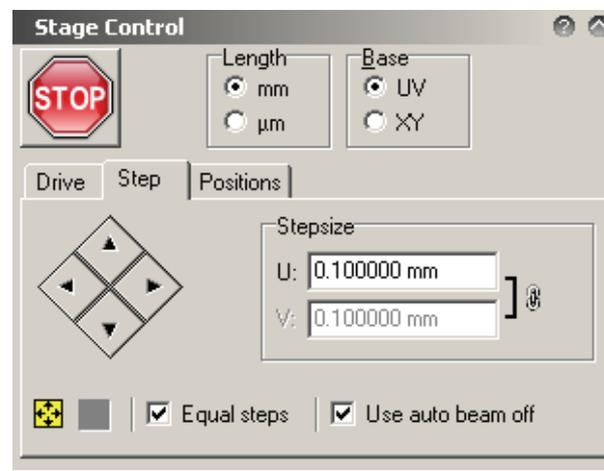 Stage Control
STOP
Length
mm
µm
Base
UV
XY
Drive Step Positions
Stepsize
U: 0.100000 mm
V: 0.100000 mm
Equal steps
Use auto beam off